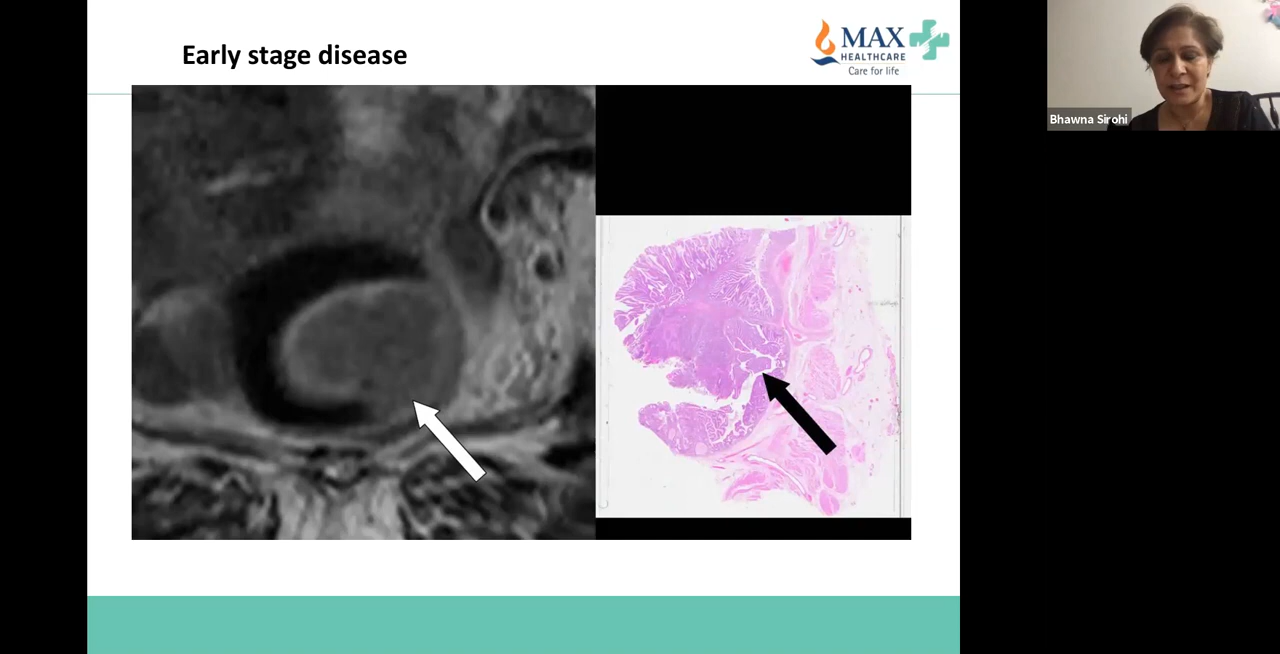 Early stage disease
MAX
HEALTHCARE
Care for life
Bhawna Sirohi